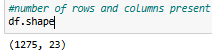 #number of rows and columns present
df.shape
(1275, 23)